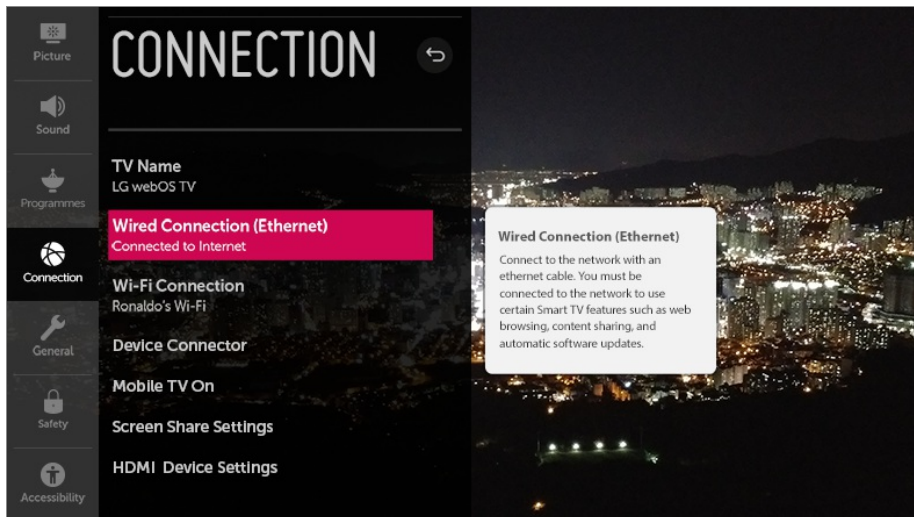 Picture
Sound
Programmes
Connection
General
Safety
Accessibility
CONNECTION
TV Name
LG webOS TV
Wired Connection (Ethernet)
Connected to Internet
Wi-Fi Connection
Ronaldo's Wi-Fi
Device Connector
Mobile TV On
Screen Share Settings
HDMI Device Settings
Wired Connection (Ethernet)
Connect to the network with an
ethernet cable. You must be
connected to the network to use
certain Smart TV features such as web
browsing, content sharing, and
automatic software updates.